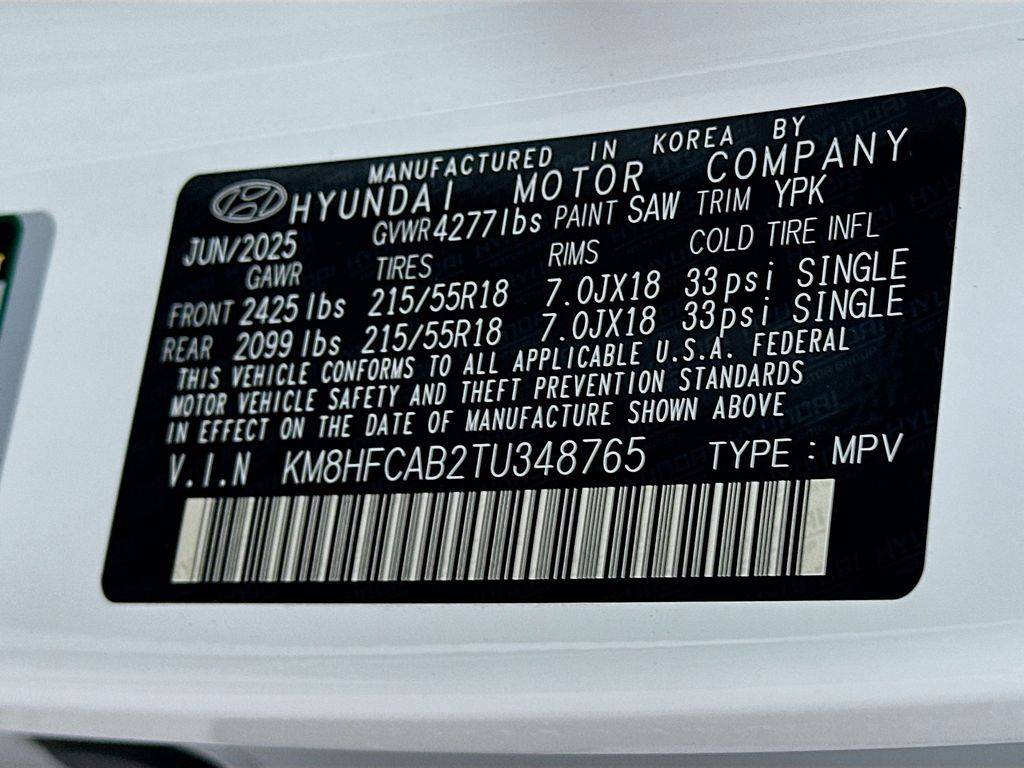 MANUFACTURED IN KOREA BY
HYUNDAI MOTOR COMPANY
JUN/2025 GVWR 4277lbs PAINT SAW TRIM YPK
GAWR TIRES RIMS COLD TIRE INFL
FRONT 2425 lbs 215/55R18 7.0JX18 33psi SINGLE
REAR 2099 lbs 215/55R18 7.0JX18 33psi SINGLE
THIS VEHICLE CONFORMS TO ALL APPLICABLE U.S.A. FEDERAL
MOTOR VEHICLE SAFETY AND THEFT PREVENTION STANDARDS
IN EFFECT ON THE DATE OF MANUFACTURE SHOWN ABOVE
V.I.N KM8HFCAB2TU348765 TYPE : MPV